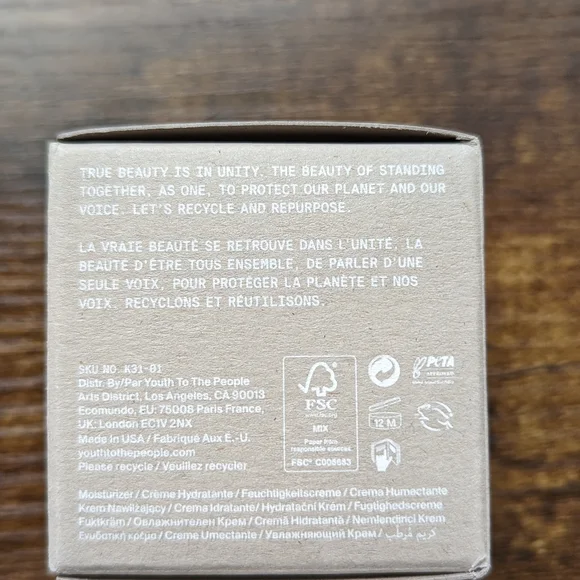 TRUE BEAUTY IS IN UNITY. THE BEAUTY OF STANDING
TOGETHER, AS ONE, TO PROTECT OUR PLANET AND OUR
VOICE. LET'S RECYCLE AND REPURPOSE.
LA VRAIE BEAUTÉ SE RETROUVE DANS L'UNITÉ, LA
BEAUTÉ D'ÊTRE TOUS ENSEMBLE, DE PARLER D'UNE
SEULE VOIX, POUR PROTÉGER LA PLANÈTE ET NOS
VOIX. RECYCLONS ET RÉUTILISONS.
SKU NO. K31-01
Distr. By/Par Youth To The People
Arts District, Los Angeles, CA 90013
Ecomundo, EU: 75008 Paris France,
UK: London EC1V 2NX
Made in USA / Fabriqué Aux É.-U.
youthtothepeople.com
Please recycle / Veuillez recycler
FSC
www.fsc.org
MIX
Paper from
responsible sources
FSC® C008683
PETA
12 M
Moisturizer / Crème Hydratante / Feuchtigkeitscreme / Crema Humectante
Krem Nawilżający / Crema Idratante / Hydratační Krém / Fugtighedscreme
Fuktkräm / Овлажнителен Крем / Cremă Hidratantă / Nemlendirici Krem
Ενυδατική κρέμα / Creme Umectante / Увлажняющий Крем / كريم مُرطِّب